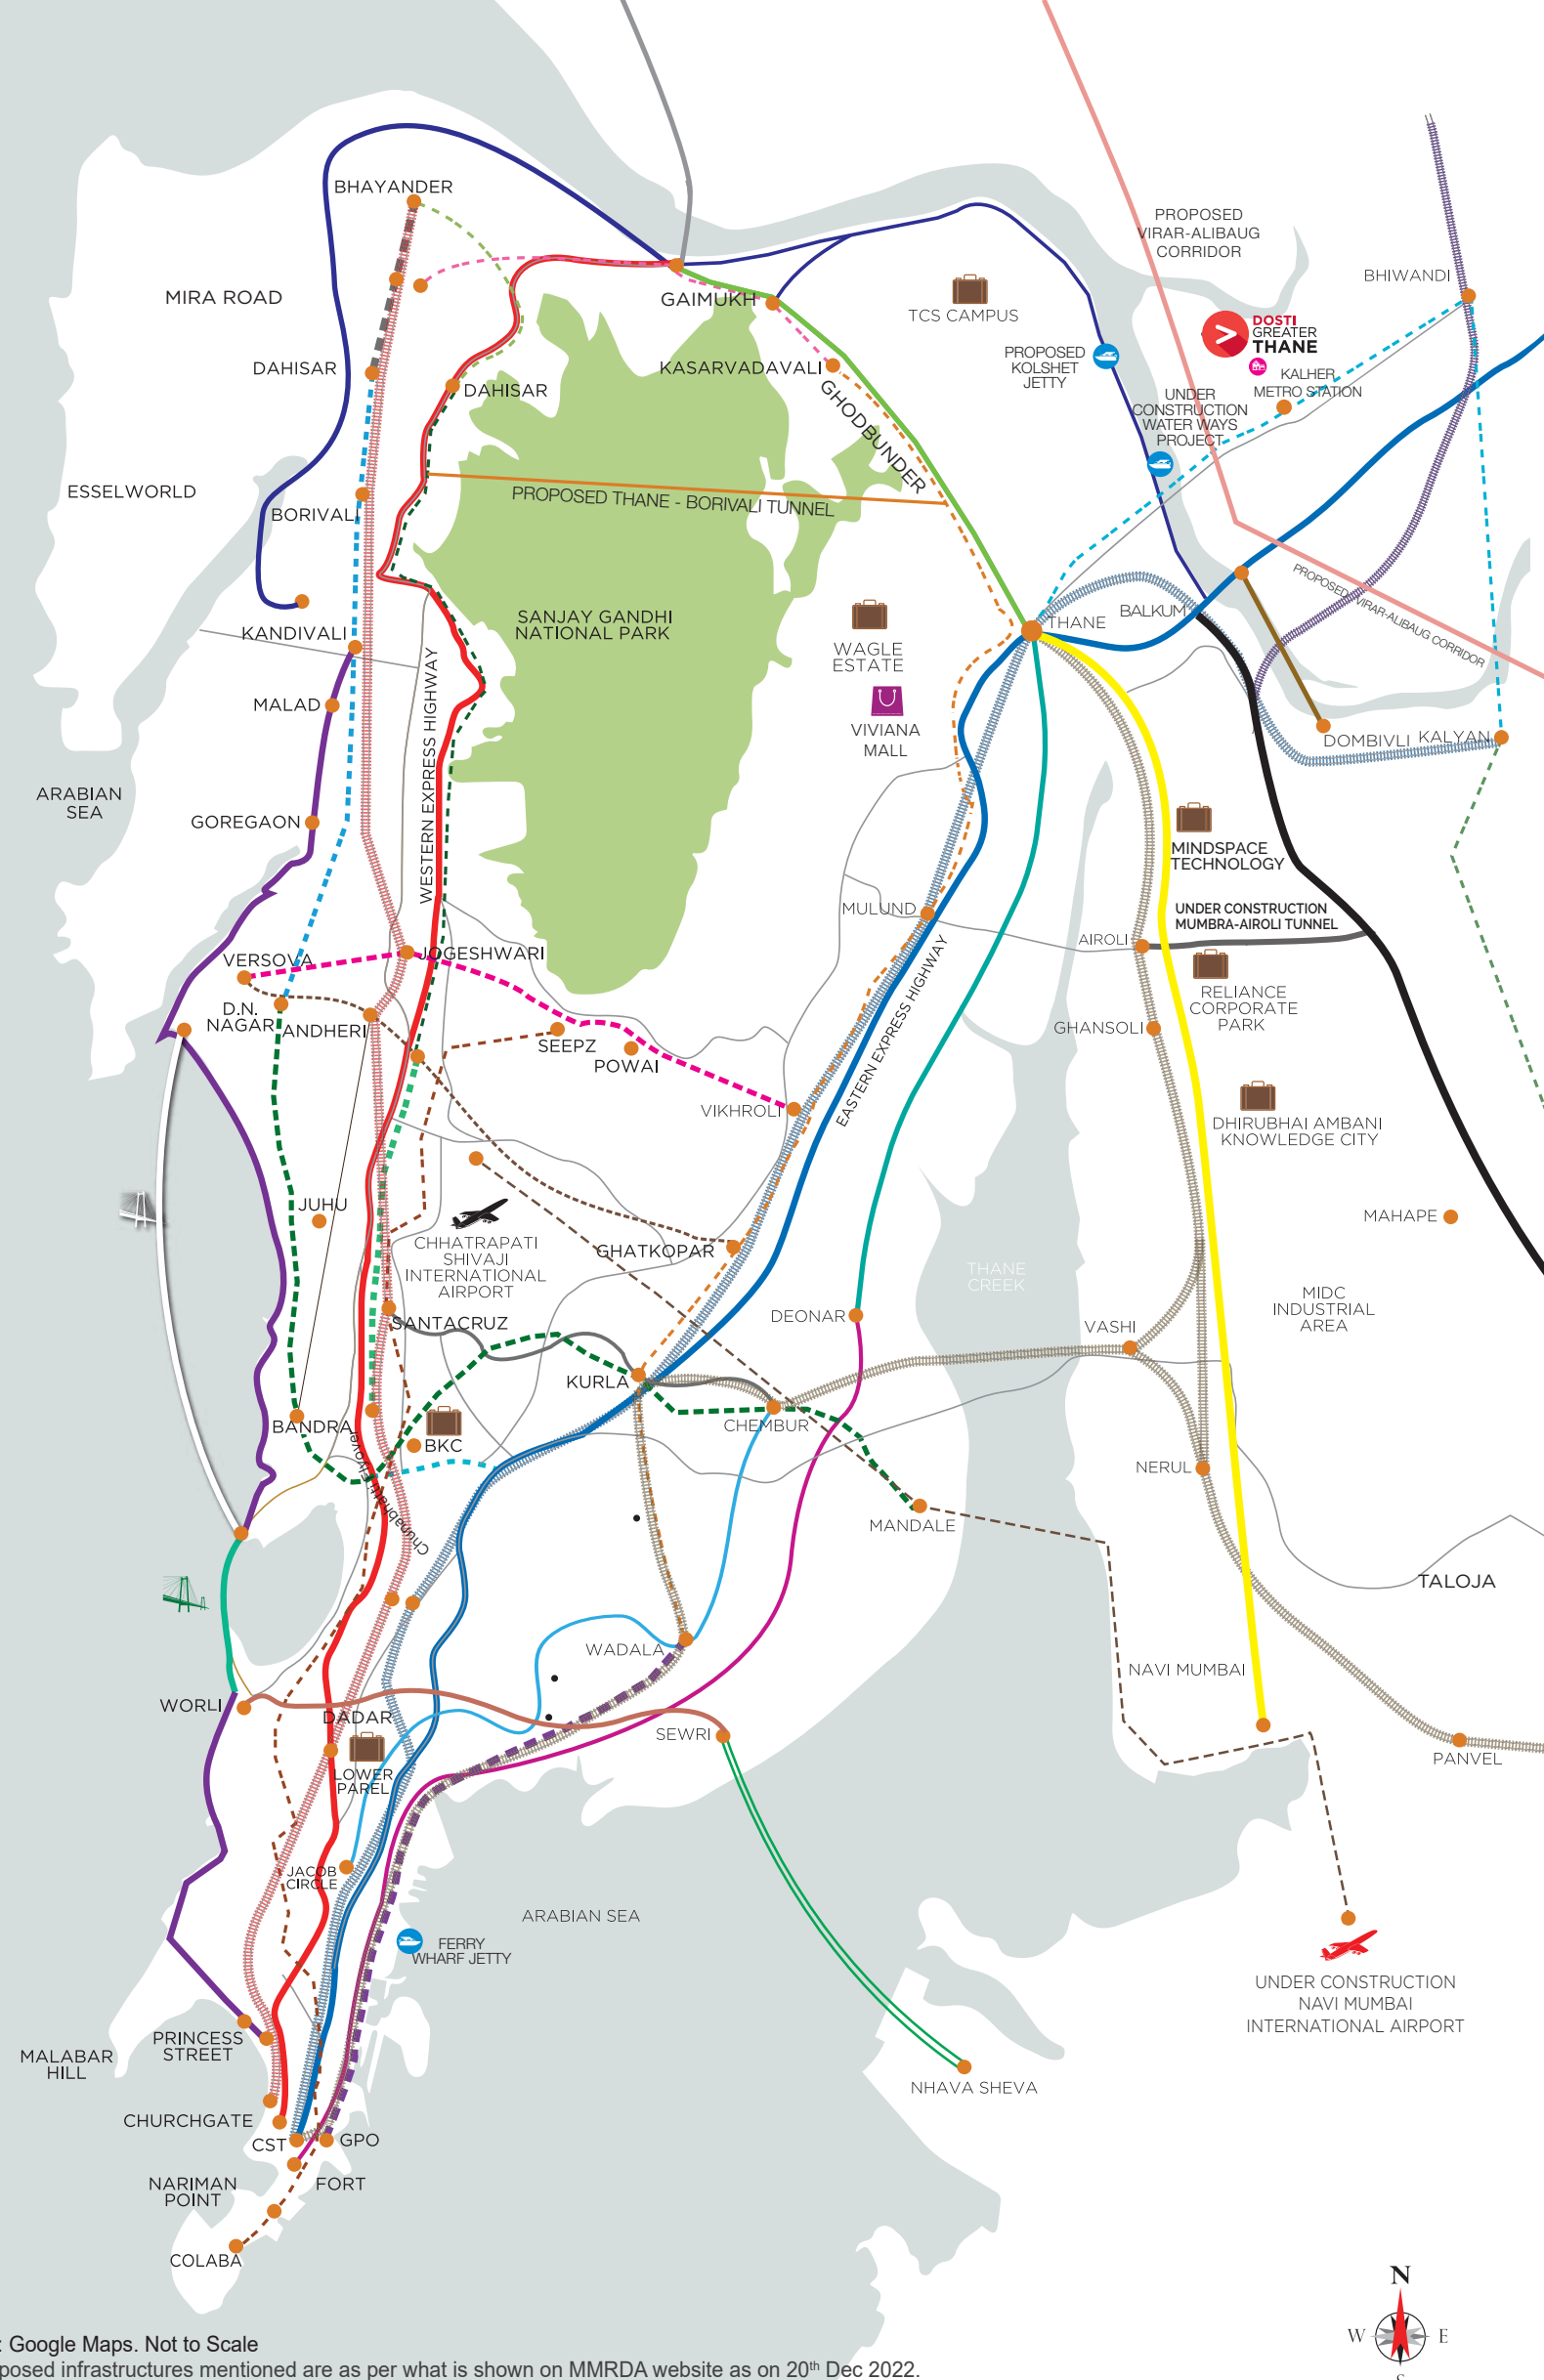 BHAYANDER
PROPOSED
VIRAR-ALIBAUG
CORRIDOR
BHIWANDI
MIRA ROAD
GAIMUKH
TCS CAMPUS
DOSTI
GREATER
THANE
PROPOSED
KOLSHET
JETTY
KALHER
METRO STATION
DAHISAR
DAHISAR
KASARVADAVALI
GHODBUNDER
UNDER
CONSTRUCTION
WATER WAYS
PROJECT
ESSELWORLD
BORIVALI
PROPOSED THANE - BORIVALI TUNNEL
PROPOSED VIRAR-ALIBAUG CORRIDOR
SANJAY GANDHI
NATIONAL PARK
KANDIVALI
WAGLE
ESTATE
THANE
BALKUM
MALAD
WESTERN EXPRESS HIGHWAY
VIVIANA
MALL
DOMBIVLI
KALYAN
ARABIAN
SEA
GOREGAON
MINDSPACE
TECHNOLOGY
MULUND
UNDER CONSTRUCTION
MUMBRA-AIROLI TUNNEL
AIROLI
VERSOVA
JOGESHWARI
EASTERN EXPRESS HIGHWAY
RELIANCE
CORPORATE
PARK
D.N.
NAGAR
ANDHERI
SEEPZ
POWAI
GHANSOLI
VIKHROLI
DHIRUBHAI AMBANI
KNOWLEDGE CITY
JUHU
MAHAPE
CHHATRAPATI
SHIVAJI
INTERNATIONAL
AIRPORT
GHATKOPAR
THANE
CREEK
MIDC
INDUSTRIAL
AREA
SANTACRUZ
DEONAR
VASHI
KURLA
BANDRA
BKC
CHEMBUR
Chunabhatti Flyover
NERUL
MANDALE
TALOJA
WADALA
NAVI MUMBAI
WORLI
DADAR
SEWRI
PANVEL
LOWER
PAREL
JACOB
CIRCLE
ARABIAN SEA
FERRY
WHARF JETTY
UNDER CONSTRUCTION
NAVI MUMBAI
INTERNATIONAL AIRPORT
PRINCESS
STREET
MALABAR
HILL
NHAVA SHEVA
CHURCHGATE
CST
GPO
NARIMAN
POINT
FORT
COLABA
N
W E
S
: Google Maps. Not to Scale
posed infrastructures mentioned are as per what is shown on MMRDA website as on 20th Dec 2022.